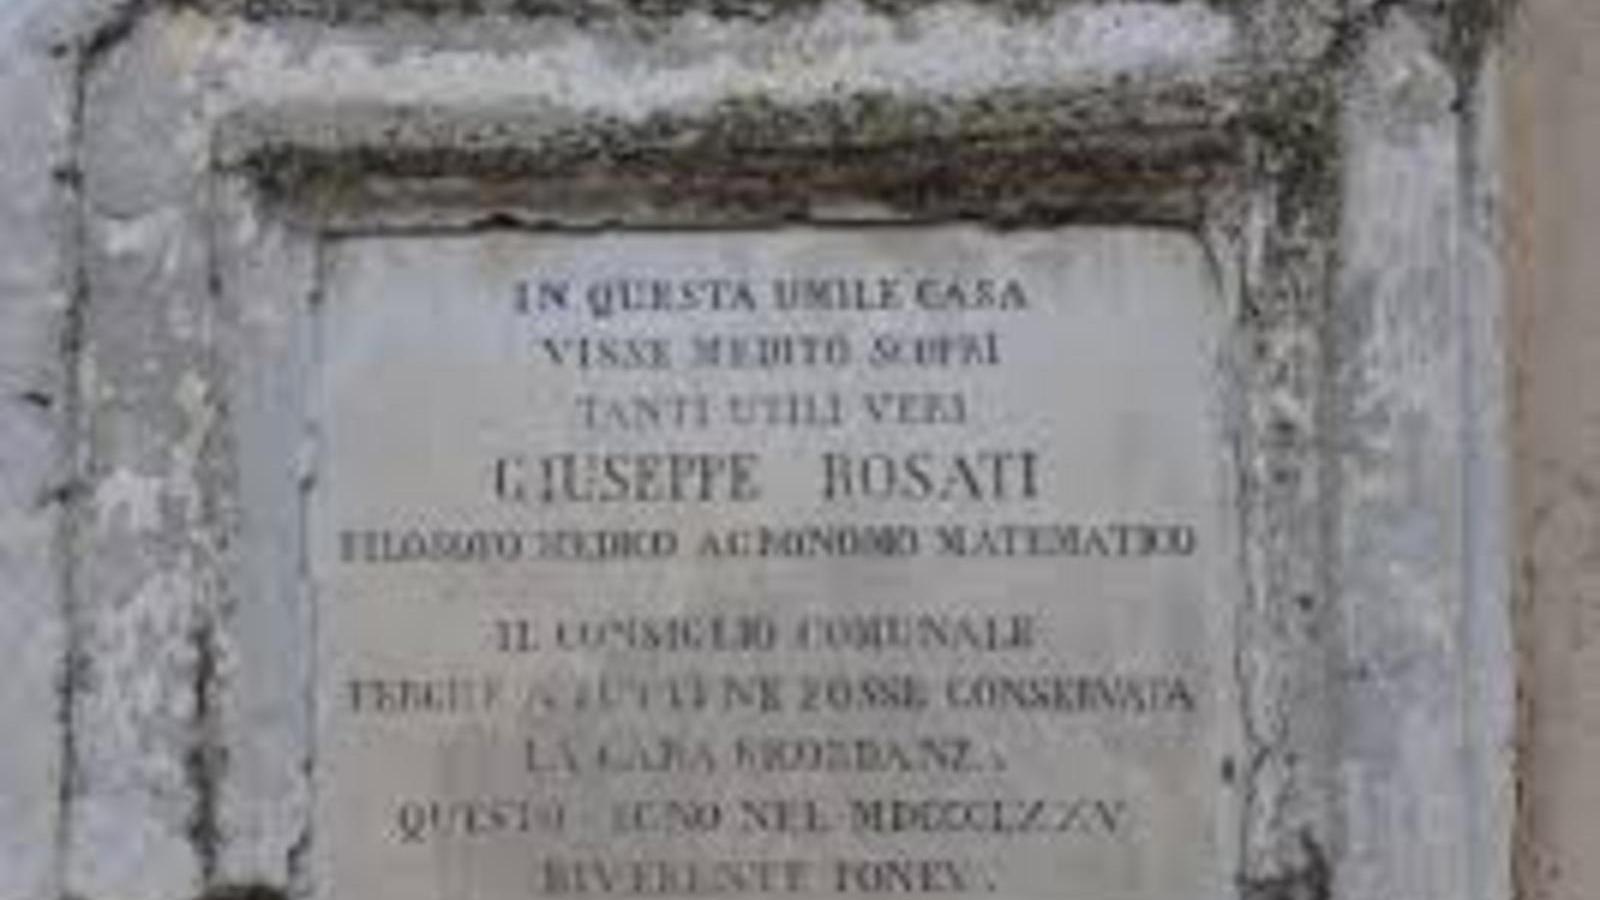 IN QUESTA UMILE CASA
VISSE MEDITÒ SCOPRÌ
TANTI UTILI VERI
GIUSEPPE ROSATI
FILOSOFO MEDICO AGRONOMO MATEMATICO
IL CONSIGLIO COMUNALE
PERCHÈ A TUTTI NE FOSSE CONSERVATA
LA CARA RICORDANZA
QUESTO SEGNO NEL MDCCCLXXV
RIVERENTE PONEV.